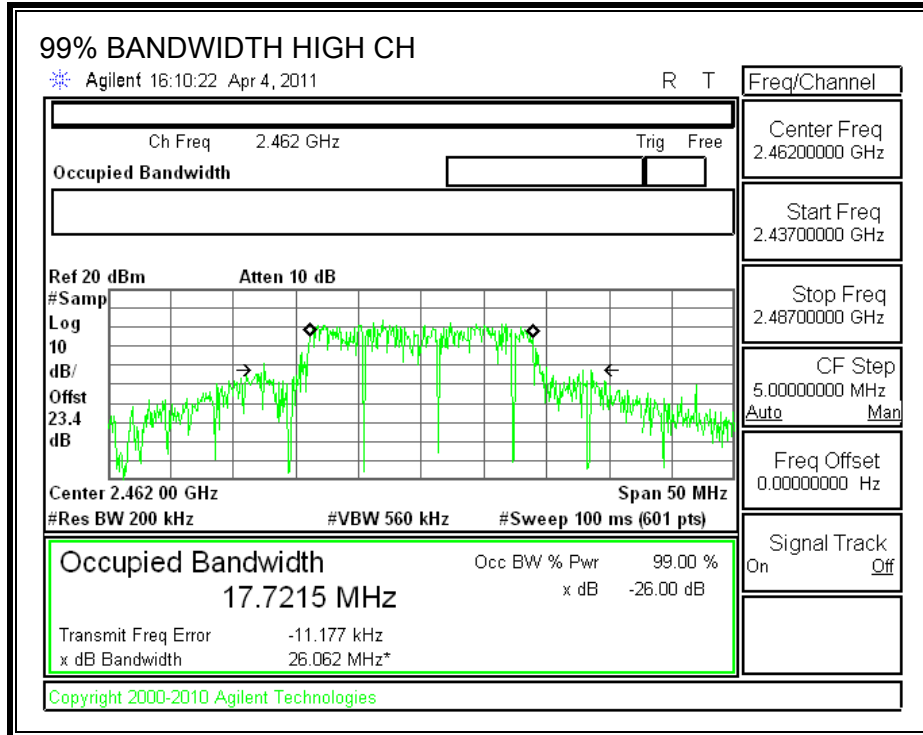 99% BANDWIDTH HIGH CH
Agilent 16:10:22 Apr 4, 2011 R T
Freq/Channel
Ch Freq 2.462 GHz Trig Free
Occupied Bandwidth
Center Freq
2.46200000 GHz
Start Freq
2.43700000 GHz
Stop Freq
2.48700000 GHz
CF Step
5.00000000 MHz
Auto Man
Freq Offset
0.00000000 Hz
Signal Track
On Off
Ref 20 dBm Atten 10 dB
#Samp
Log
10
dB/
Offst
23.4
dB
Center 2.462 00 GHz Span 50 MHz
#Res BW 200 kHz #VBW 560 kHz #Sweep 100 ms (601 pts)
Occupied Bandwidth Occ BW % Pwr 99.00 %
17.7215 MHz x dB -26.00 dB
Transmit Freq Error -11.177 kHz
x dB Bandwidth 26.062 MHz*
Copyright 2000-2010 Agilent Technologies